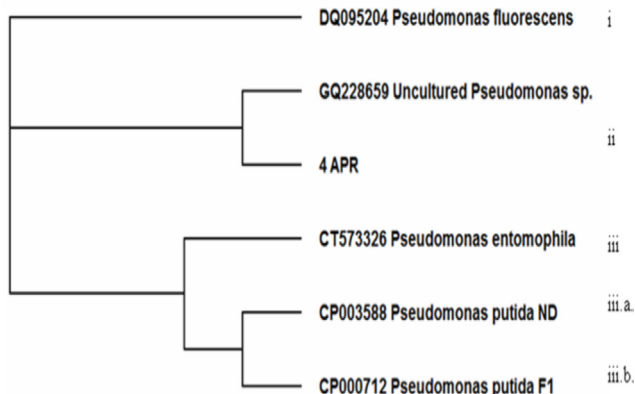 DQ095204 Pseudomonas fluorescens i
GQ228659 Uncultured Pseudomonas sp.
ii
4 APR
CT573326 Pseudomonas entomophila iii
CP003588 Pseudomonas putida ND iii.a.
CP000712 Pseudomonas putida F1 iii.b.